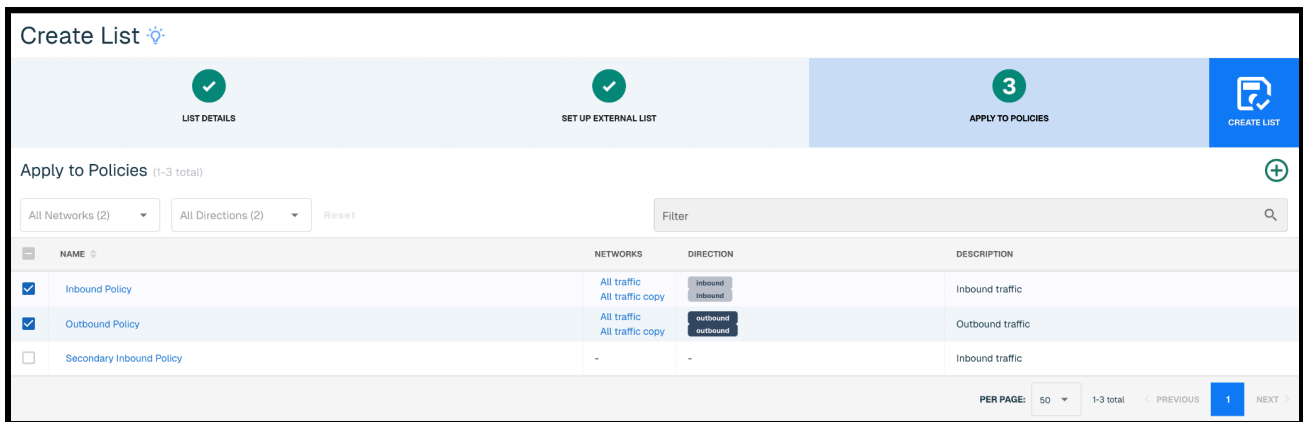 Create List
LIST DETAILS
SET UP EXTERNAL LIST
3
APPLY TO POLICIES
CREATE LIST
Apply to Policies (1-3 total)
All Networks (2)
All Directions (2)
Reset
Filter
NAME
NETWORKS
DIRECTION
DESCRIPTION
Inbound Policy
All traffic
All traffic copy
inbound
inbound
Inbound traffic
Outbound Policy
All traffic
All traffic copy
outbound
outbound
Outbound traffic
Secondary Inbound Policy
-
-
Inbound traffic
PER PAGE: 50 1-3 total < PREVIOUS 1 NEXT >